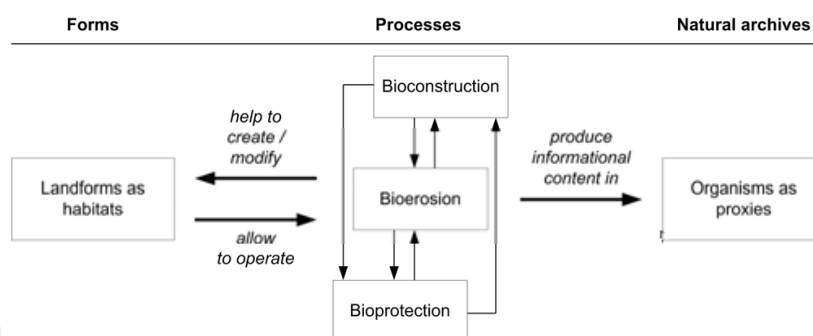 Forms
Processes
Natural archives
Bioconstruction
help to
create /
modify
produce
informational
content in
Landforms as
habitats
Bioerosion
Organisms as
proxies
allow
to operate
Bioprotection